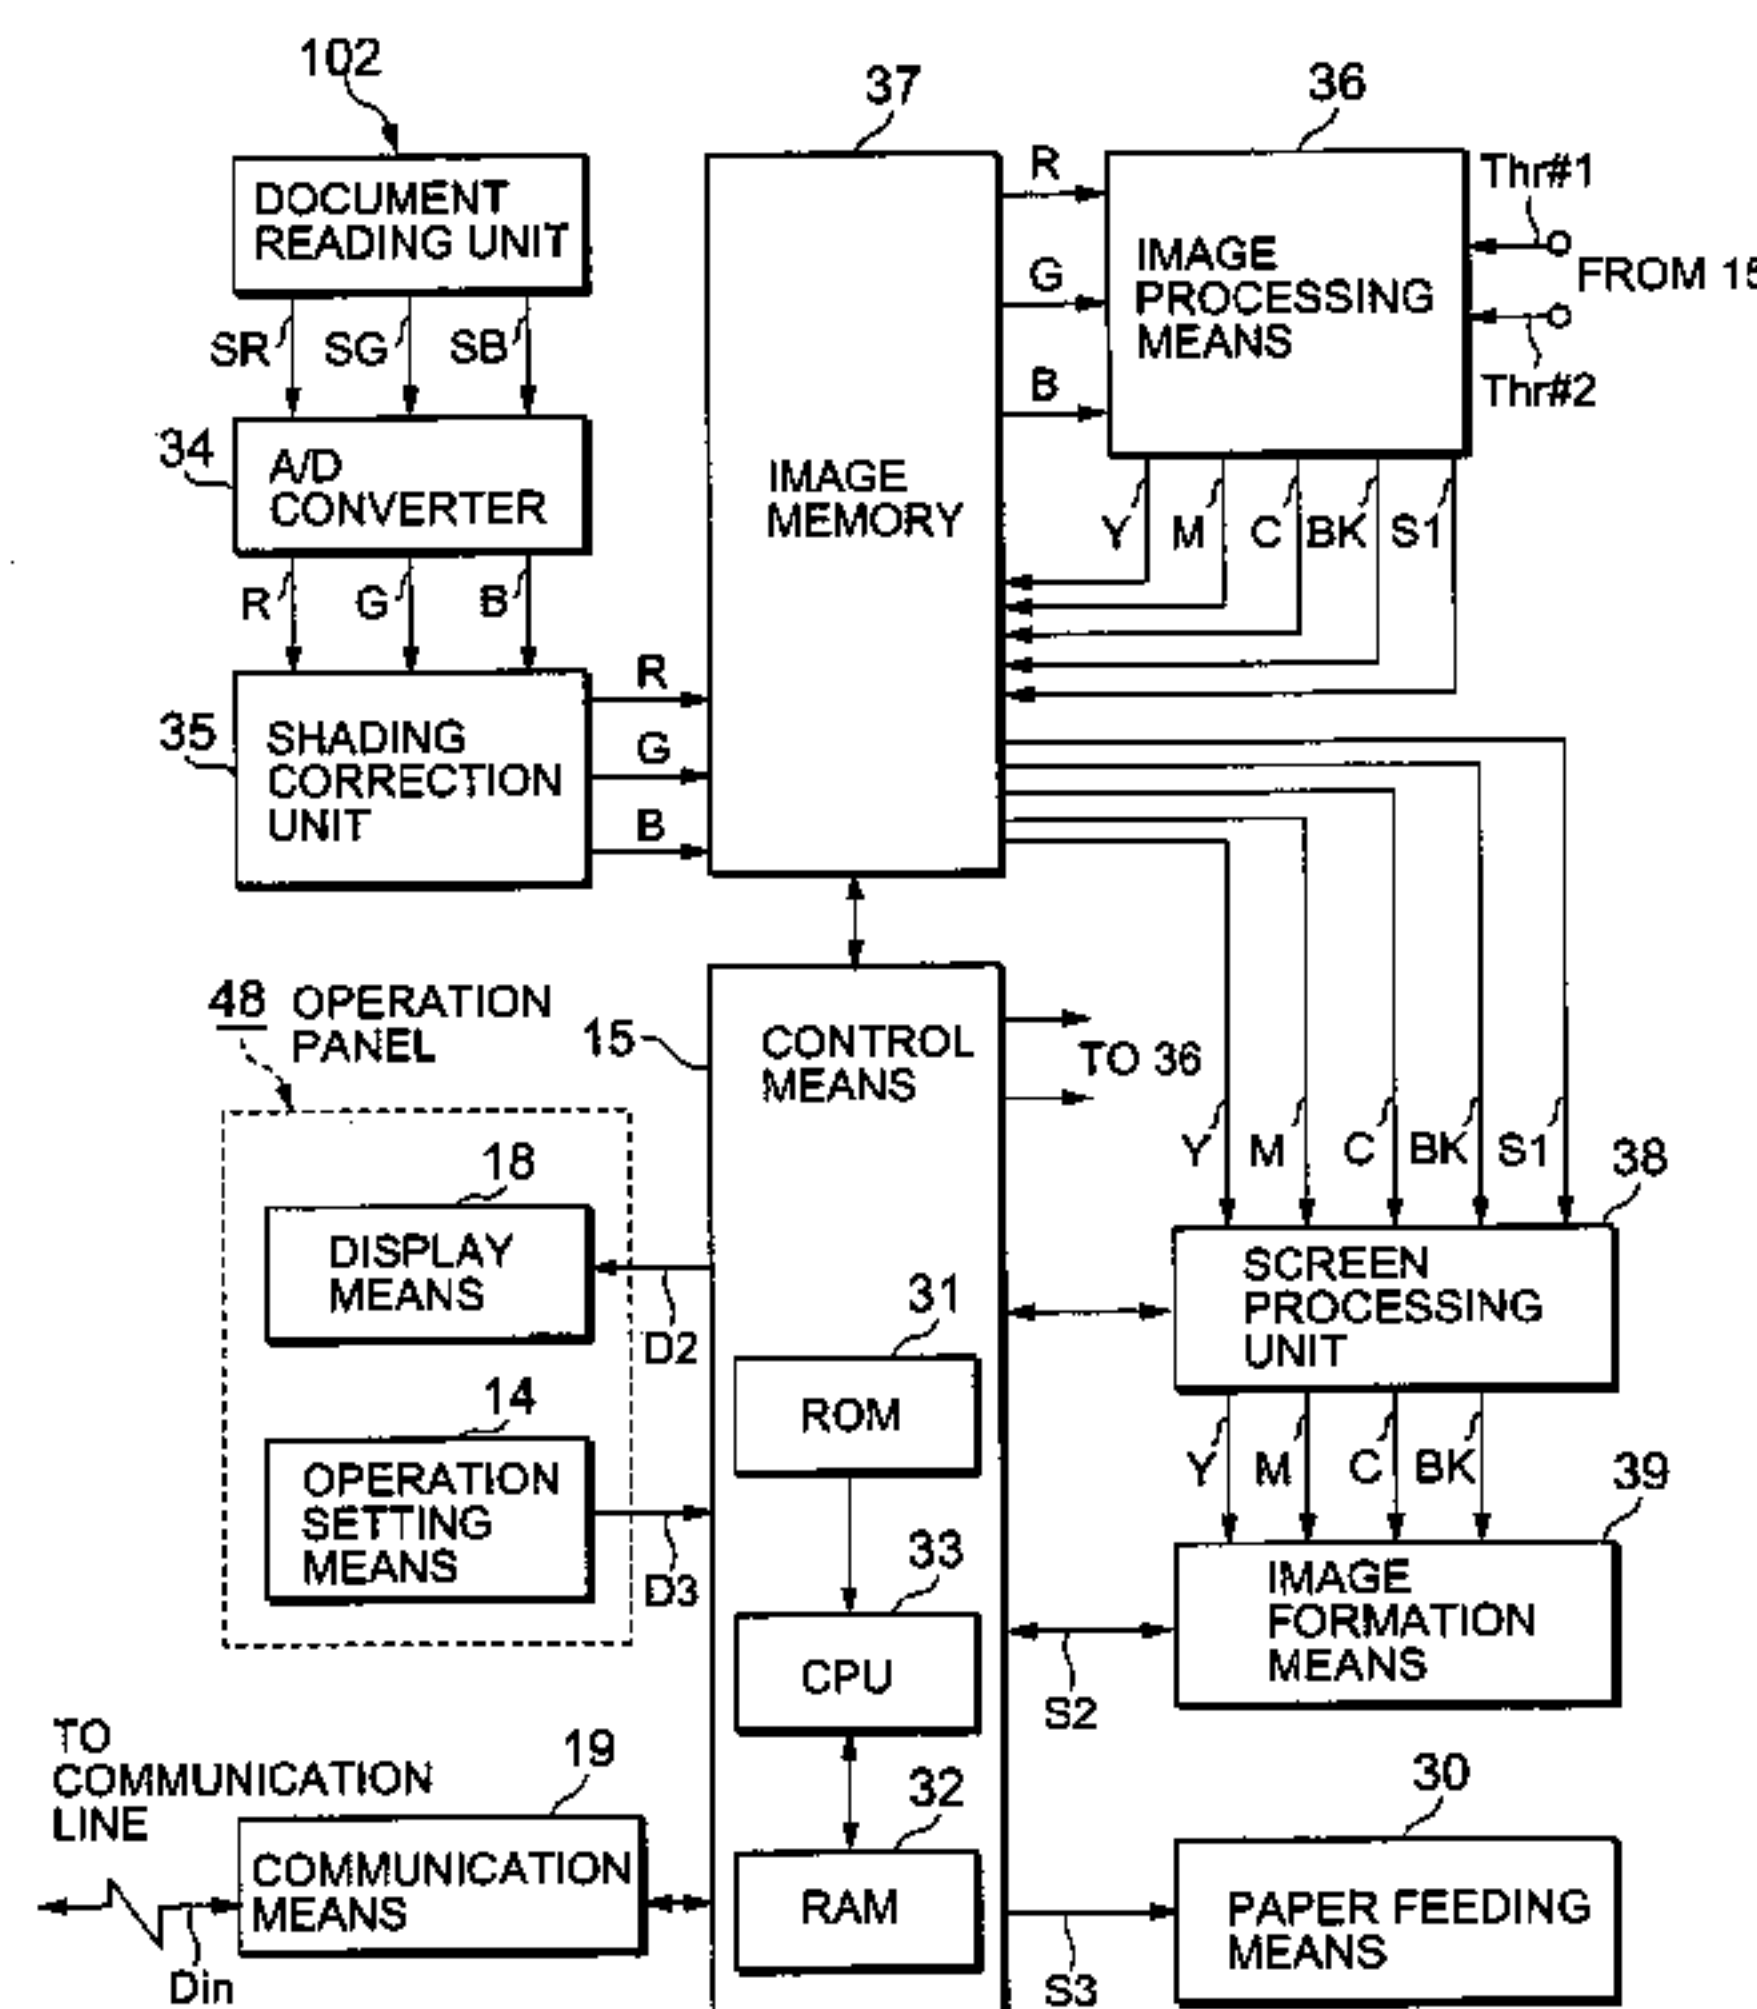 102
37
36
DOCUMENT
READING UNIT
R
G
B
IMAGE
PROCESSING
MEANS
Thr#1
FROM 15
Thr#2
SR
SG
SB
34
A/D
CONVERTER
IMAGE
MEMORY
Y
M
C
BK
S1
R
G
B
35
SHADING
CORRECTION
UNIT
R
G
B
48
OPERATION
PANEL
15
CONTROL
MEANS
TO 36
Y
M
C
BK
S1
38
18
DISPLAY
MEANS
D2
SCREEN
PROCESSING
UNIT
31
ROM
14
OPERATION
SETTING
MEANS
D3
Y
M
C
BK
39
33
CPU
IMAGE
FORMATION
MEANS
S2
TO
COMMUNICATION
LINE
19
COMMUNICATION
MEANS
Din
32
RAM
30
PAPER FEEDING
MEANS
S3